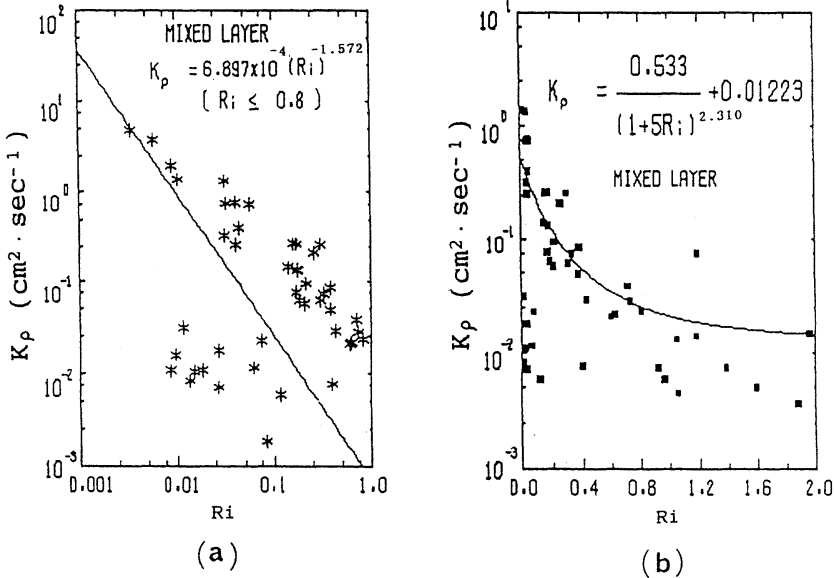 MIXED LAYER
K_ρ = 6.897x10^-4 (Ri)^-1.572
( Ri ≤ 0.8 )
10^2
10^1
10^0
10^-1
10^-2
10^-3
K_ρ (cm^2· sec^-1)
0.001
0.01
0.1
1.0
Ri
(a)
K_ρ = 0.533 / (1+5Ri)^2.310 +0.01223
MIXED LAYER
10^1
10^0
10^-1
10^-2
10^-3
K_ρ (cm^2· sec^-1)
0.0
0.4
0.8
1.2
1.6
2.0
Ri
(b)